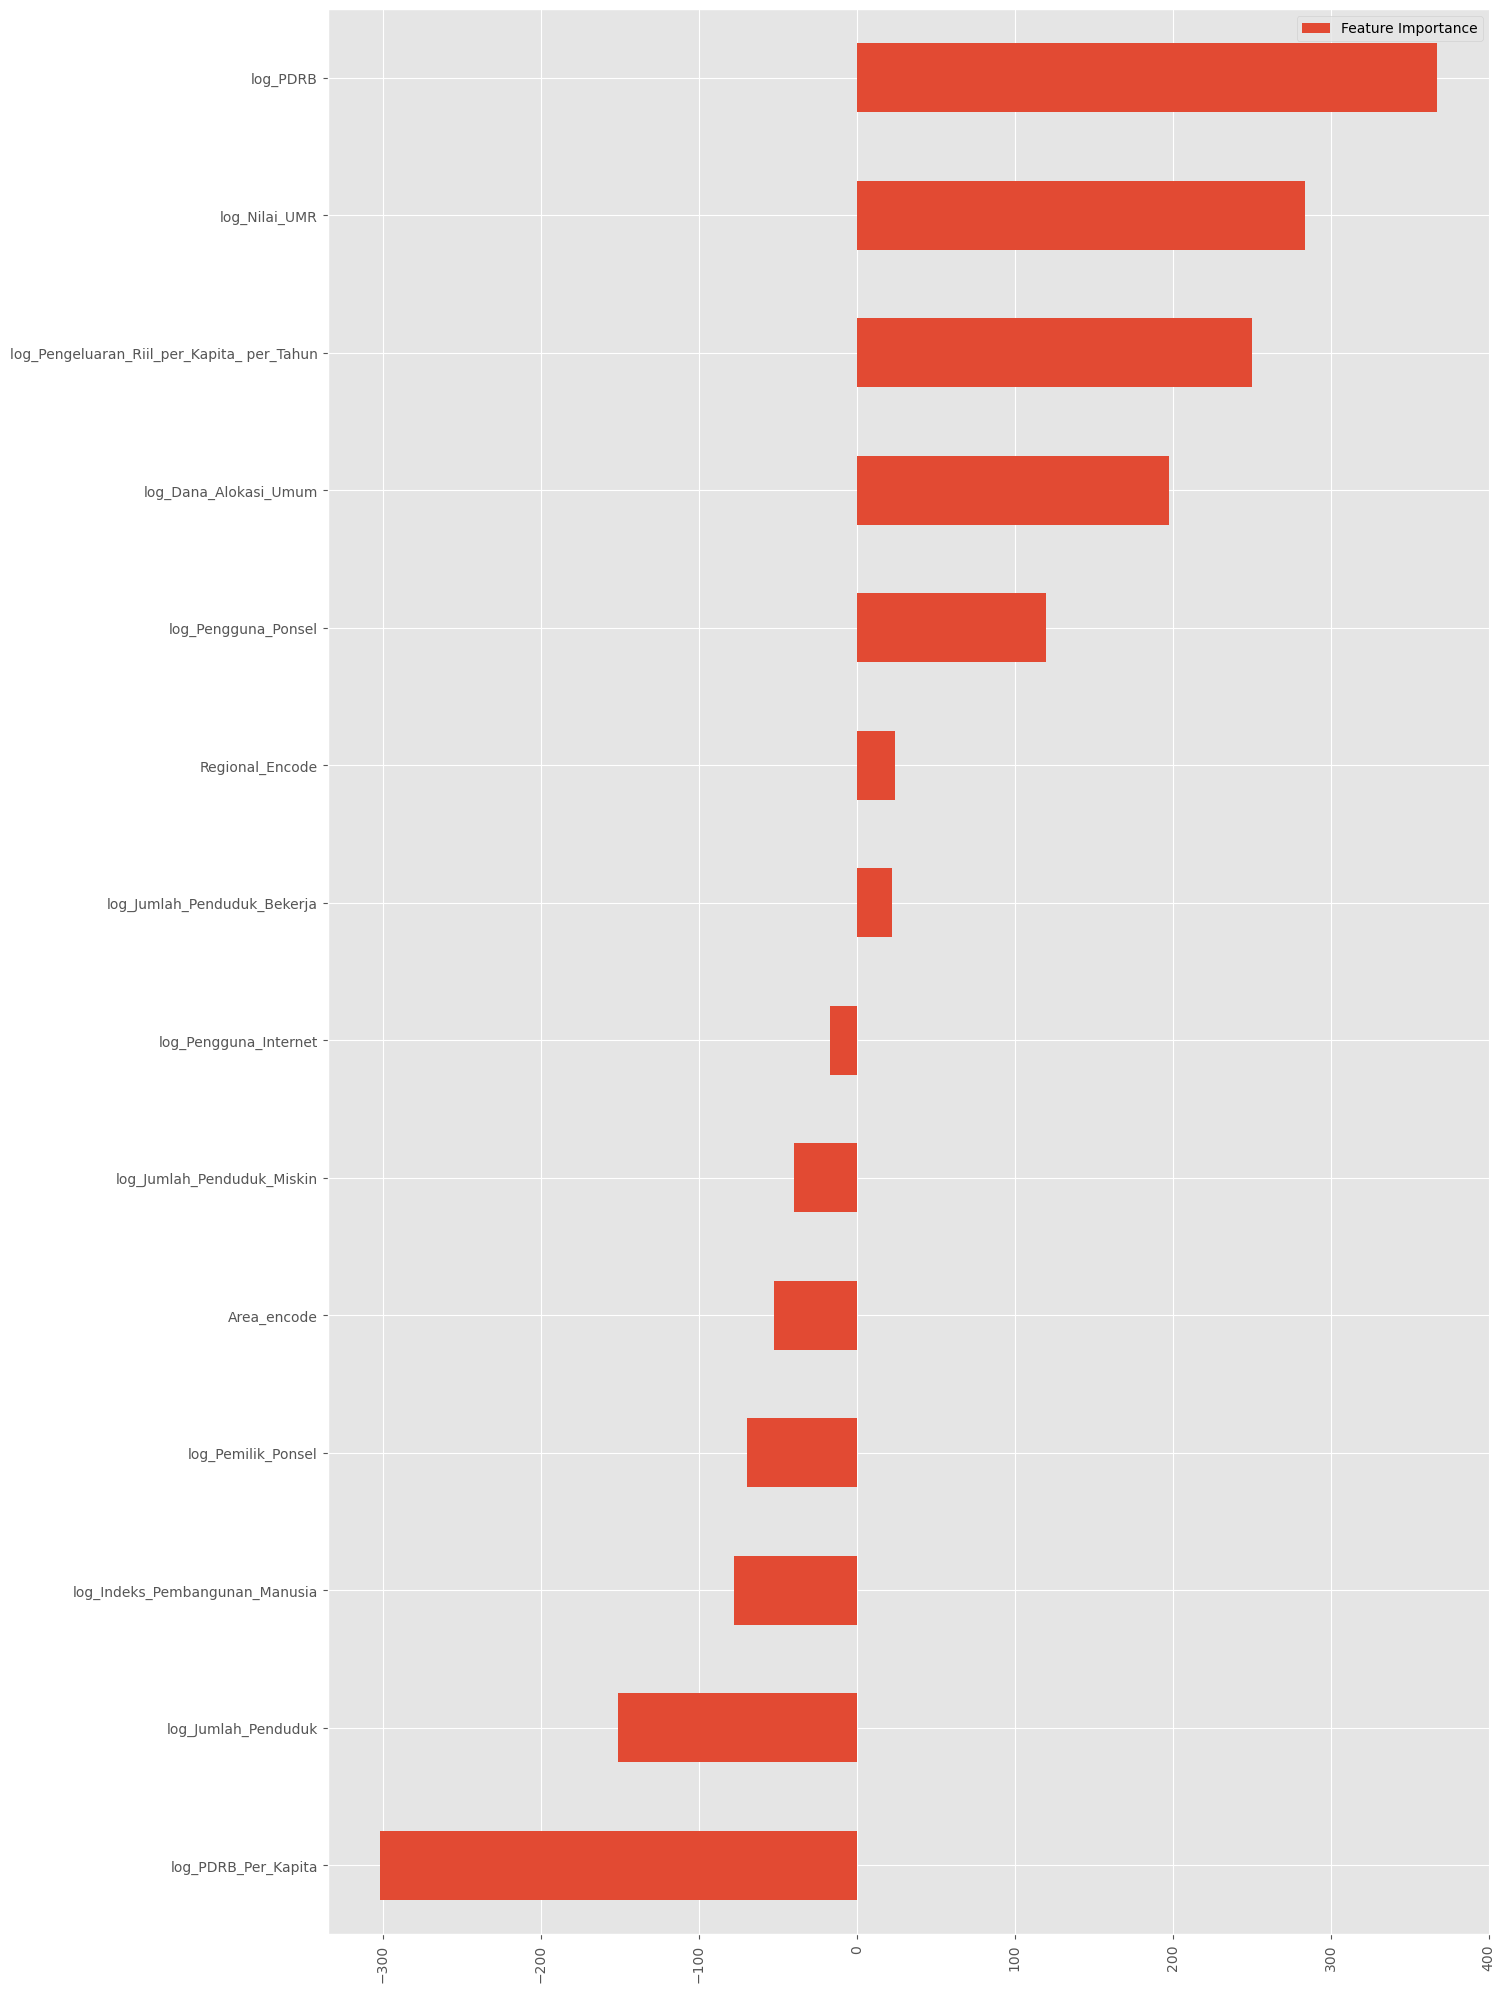 Feature Importance
log_PDRB
log_Nilai_UMR
log_Pengeluaran_Riil_per_Kapita_ per_Tahun
log_Dana_Alokasi_Umum
log_Pengguna_Ponsel
Regional_Encode
log_Jumlah_Penduduk_Bekerja
log_Pengguna_Internet
log_Jumlah_Penduduk_Miskin
Area_encode
log_Pemilik_Ponsel
log_Indeks_Pembangunan_Manusia
log_Jumlah_Penduduk
log_PDRB_Per_Kapita
−300
−200
−100
0
100
200
300
400